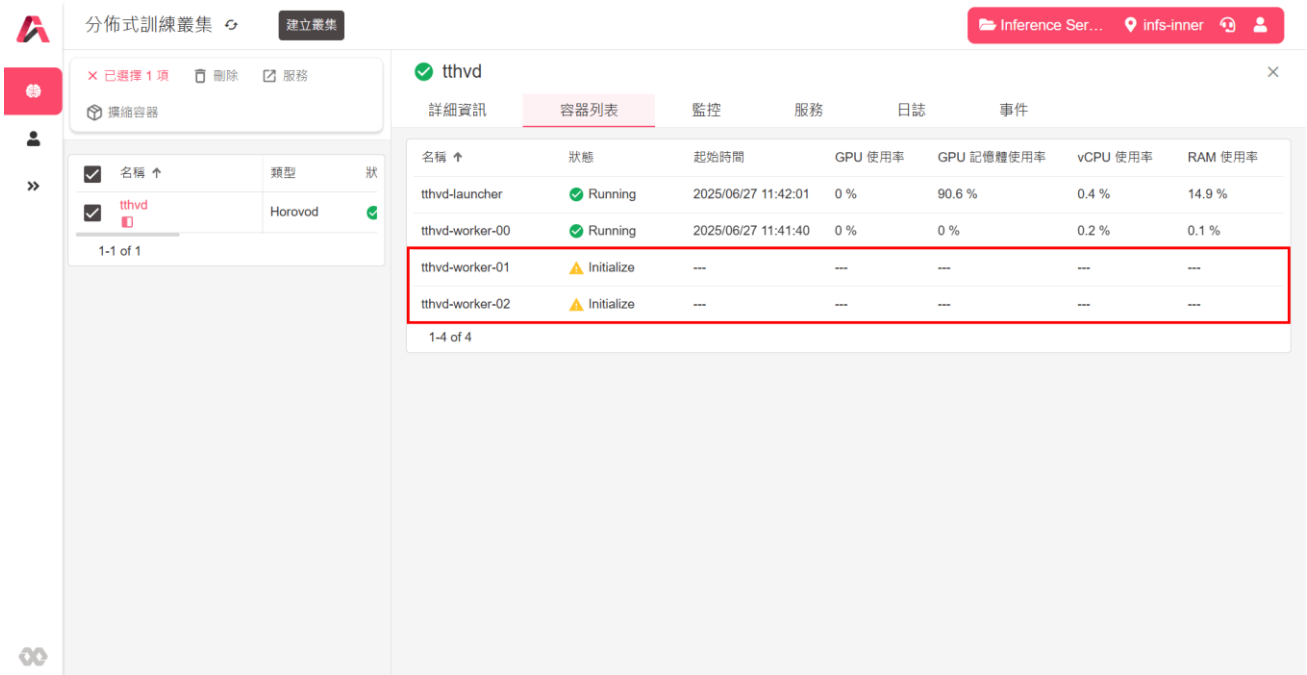 分佈式訓練叢集
建立叢集
Inference Ser...
infs-inner
已選擇 1 項
刪除
服務
擴縮容器
名稱
類型
狀
tthvd
Horovod
1-1 of 1
tthvd
詳細資訊 容器列表 監控 服務 日誌 事件
名稱 狀態 起始時間 GPU 使用率 GPU 記憶體使用率 vCPU 使用率 RAM 使用率
tthvd-launcher Running 2025/06/27 11:42:01 0 % 90.6 % 0.4 % 14.9 %
tthvd-worker-00 Running 2025/06/27 11:41:40 0 % 0 % 0.2 % 0.1 %
tthvd-worker-01 Initialize --- --- --- --- ---
tthvd-worker-02 Initialize --- --- --- --- ---
1-4 of 4